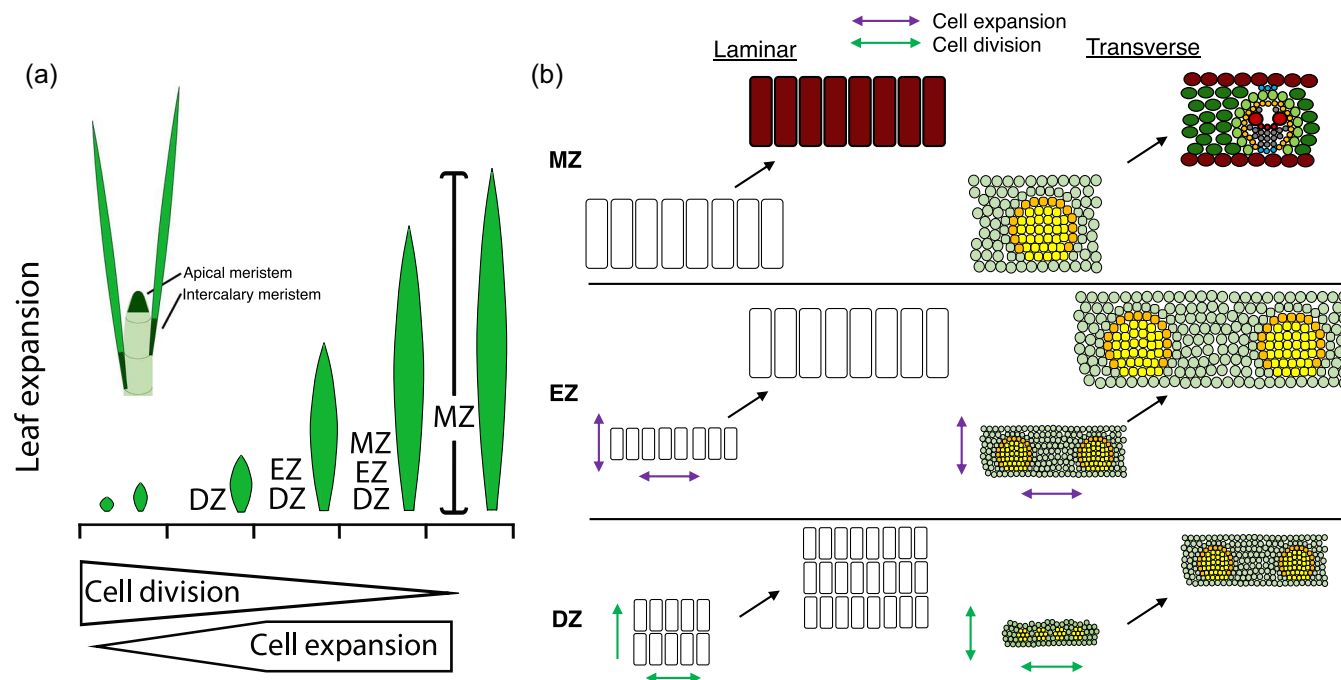 (a)
Apical meristem
Intercalary meristem
Leaf expansion
DZ
EZ
DZ
MZ
EZ
DZ
MZ
Cell division
Cell expansion
(b)
Cell expansion
Cell division
Laminar
Transverse
MZ
EZ
DZ